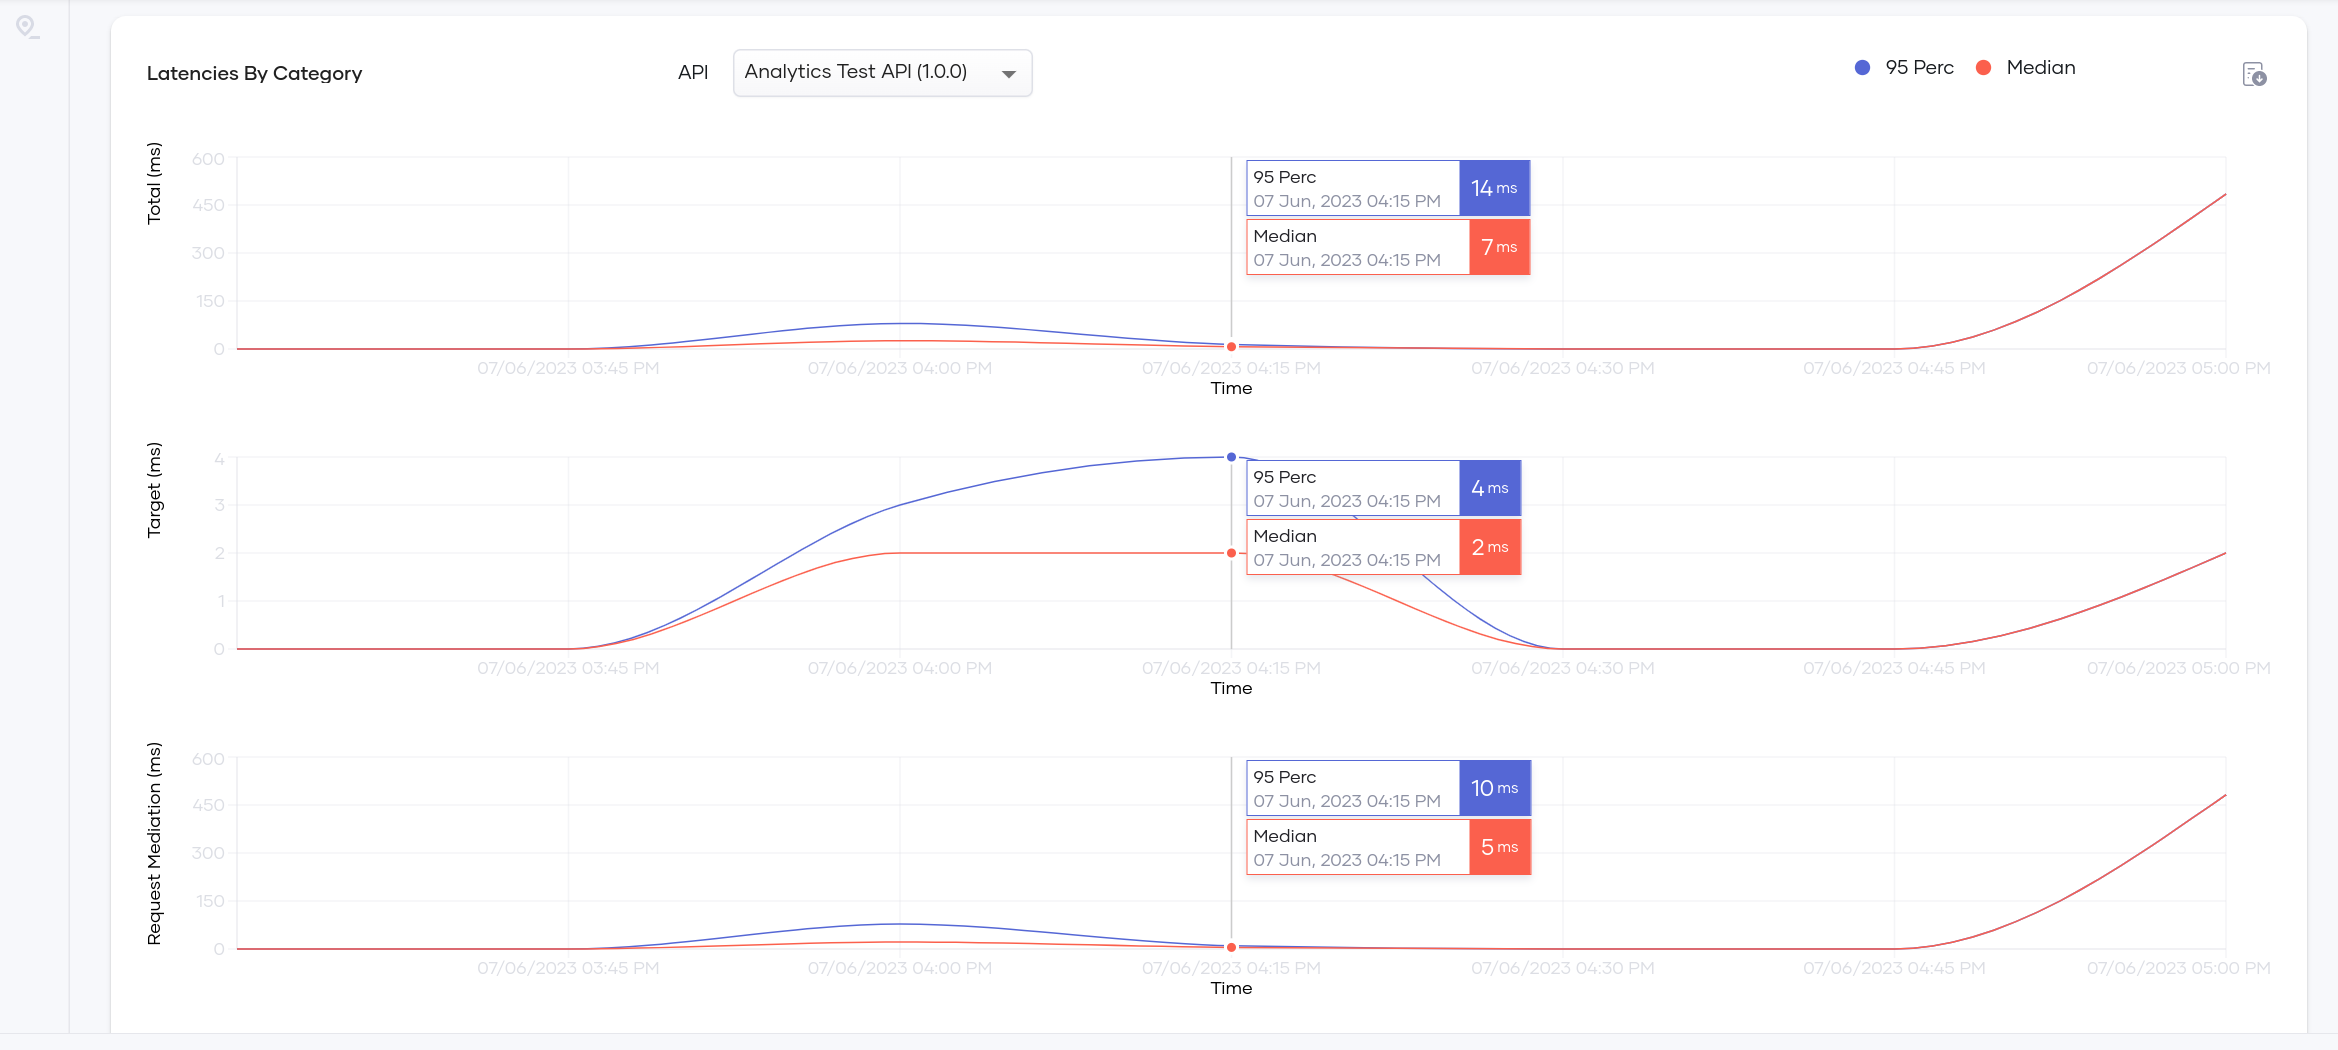 Latencies By Category
API
Analytics Test API (1.0.0)
95 Perc
Median
Total (ms)
600
450
300
150
0
95 Perc
07 Jun, 2023 04:15 PM
14 ms
Median
07 Jun, 2023 04:15 PM
7 ms
07/06/2023 03:45 PM
07/06/2023 04:00 PM
07/06/2023 04:15 PM
07/06/2023 04:30 PM
07/06/2023 04:45 PM
07/06/2023 05:00 PM
Time
Target (ms)
4
3
2
1
0
95 Perc
07 Jun, 2023 04:15 PM
4 ms
Median
07 Jun, 2023 04:15 PM
2 ms
07/06/2023 03:45 PM
07/06/2023 04:00 PM
07/06/2023 04:15 PM
07/06/2023 04:30 PM
07/06/2023 04:45 PM
07/06/2023 05:00 PM
Time
Request Mediation (ms)
600
450
300
150
0
95 Perc
07 Jun, 2023 04:15 PM
10 ms
Median
07 Jun, 2023 04:15 PM
5 ms
07/06/2023 03:45 PM
07/06/2023 04:00 PM
07/06/2023 04:15 PM
07/06/2023 04:30 PM
07/06/2023 04:45 PM
07/06/2023 05:00 PM
Time